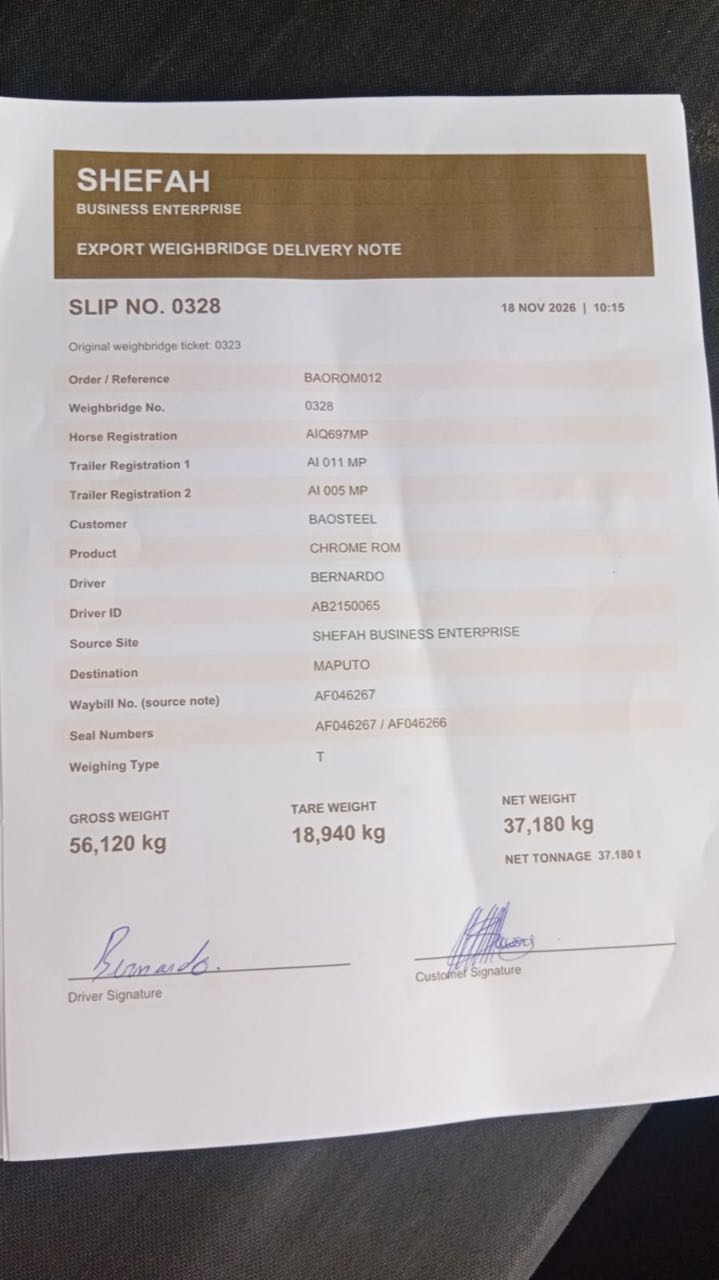 SHEFAH
BUSINESS ENTERPRISE
EXPORT WEIGHBRIDGE DELIVERY NOTE
SLIP NO. 0328 18 NOV 2026 | 10:15
Original weighbridge ticket: 0323
Order / Reference BAOROM012
Weighbridge No. 0328
Horse Registration AIQ697MP
Trailer Registration 1 AI 011 MP
Trailer Registration 2 AI 005 MP
Customer BAOSTEEL
Product CHROME ROM
Driver BERNARDO
Driver ID AB2150065
Source Site SHEFAH BUSINESS ENTERPRISE
Destination MAPUTO
Waybill No. (source note) AF046267
Seal Numbers AF046267 / AF046266
Weighing Type T
GROSS WEIGHT TARE WEIGHT NET WEIGHT
56,120 kg 18,940 kg 37,180 kg
NET TONNAGE 37.180 t
Bernardo.
Driver Signature Customer Signature